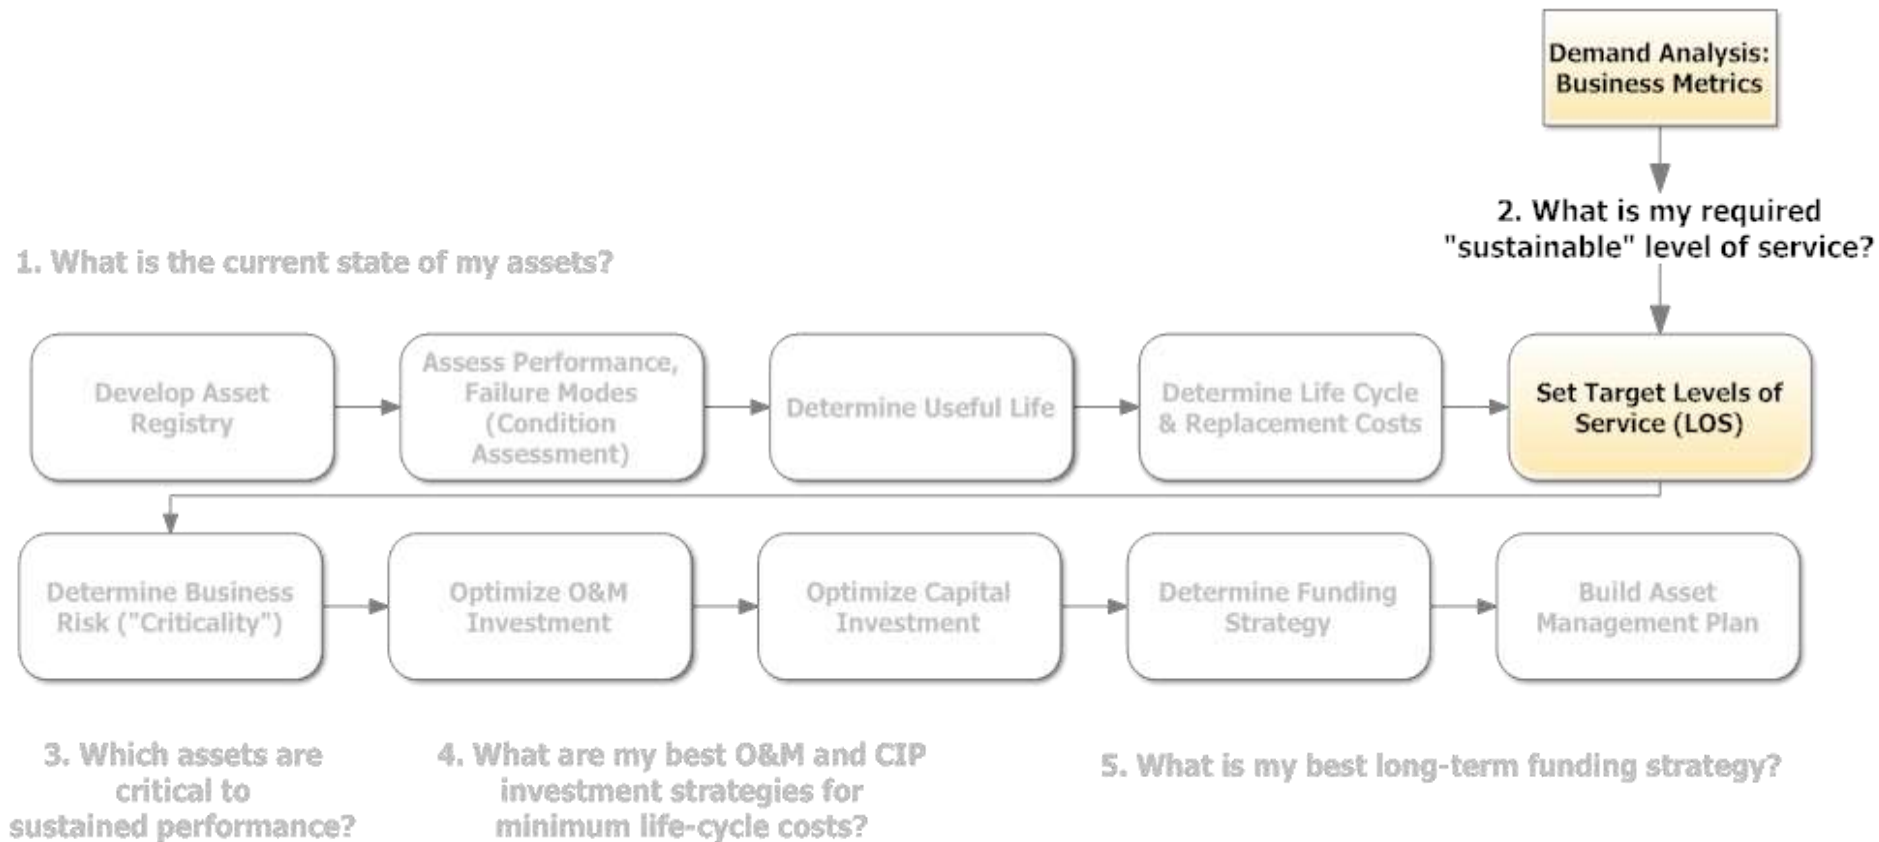 Demand Analysis:
Business Metrics
2. What is my required
"sustainable" level of service?
1. What is the current state of my assets?
Develop Asset
Registry
Assess Performance,
Failure Modes
(Condition
Assessment)
Determine Useful Life
Determine Life Cycle
& Replacement Costs
Set Target Levels of
Service (LOS)
Determine Business
Risk ("Criticality")
Optimize O&M
Investment
Optimize Capital
Investment
Determine Funding
Strategy
Build Asset
Management Plan
3. Which assets are
critical to
sustained performance?
4. What are my best O&M and CIP
investment strategies for
minimum life-cycle costs?
5. What is my best long-term funding strategy?